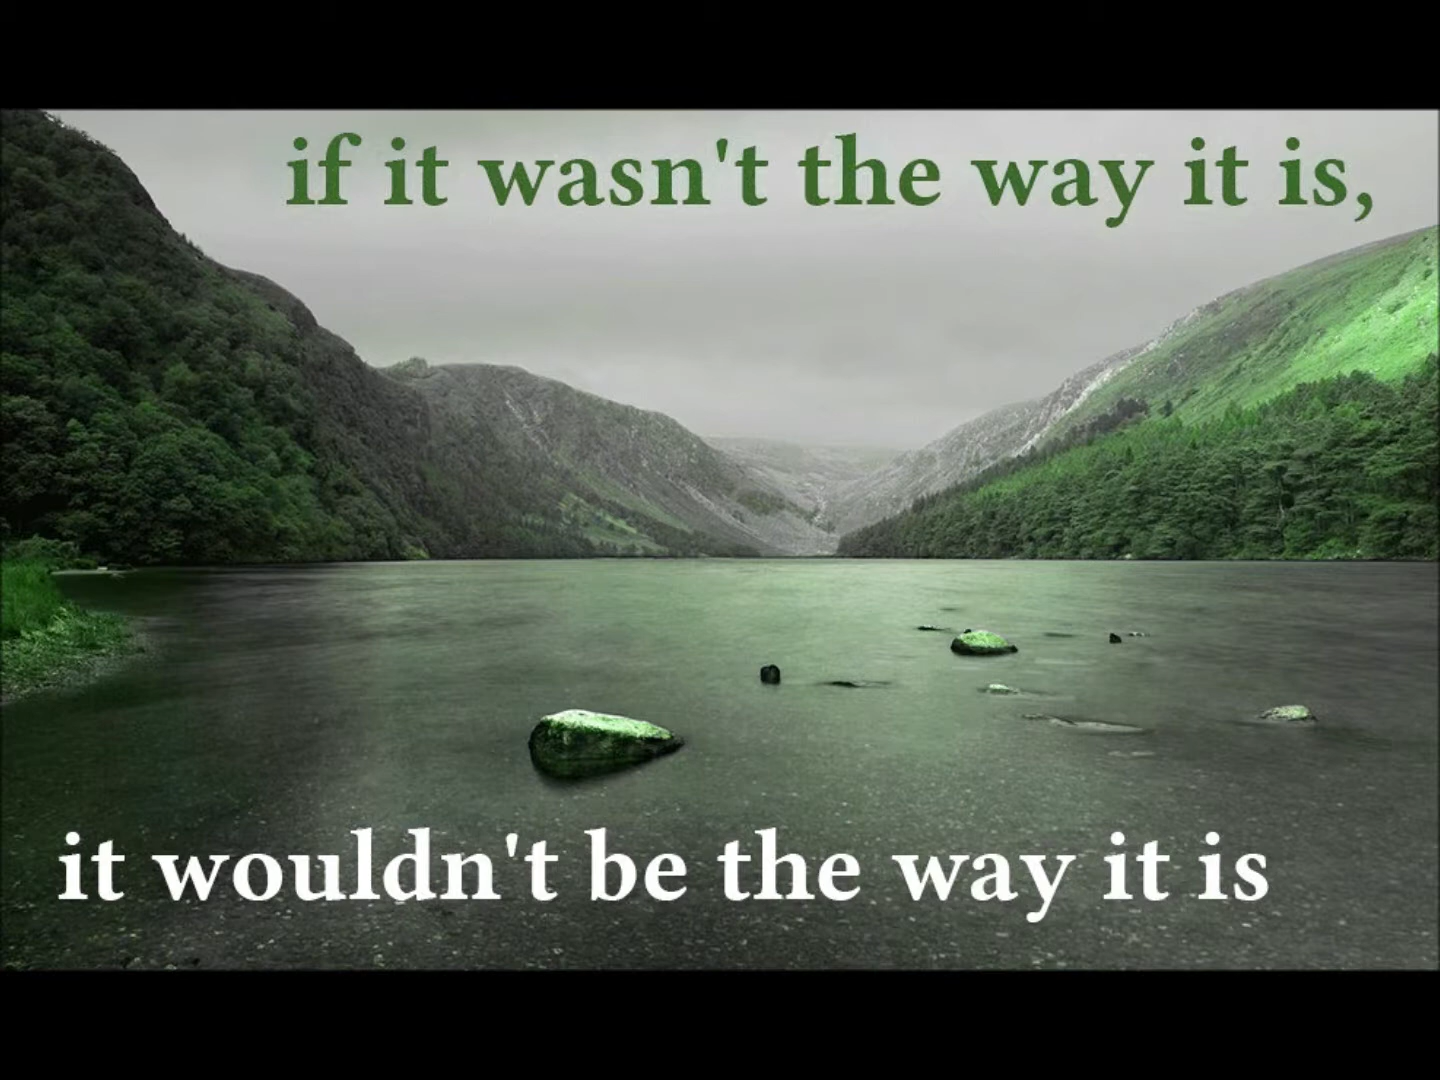 if it wasn't the way it is,
it wouldn't be the way it is